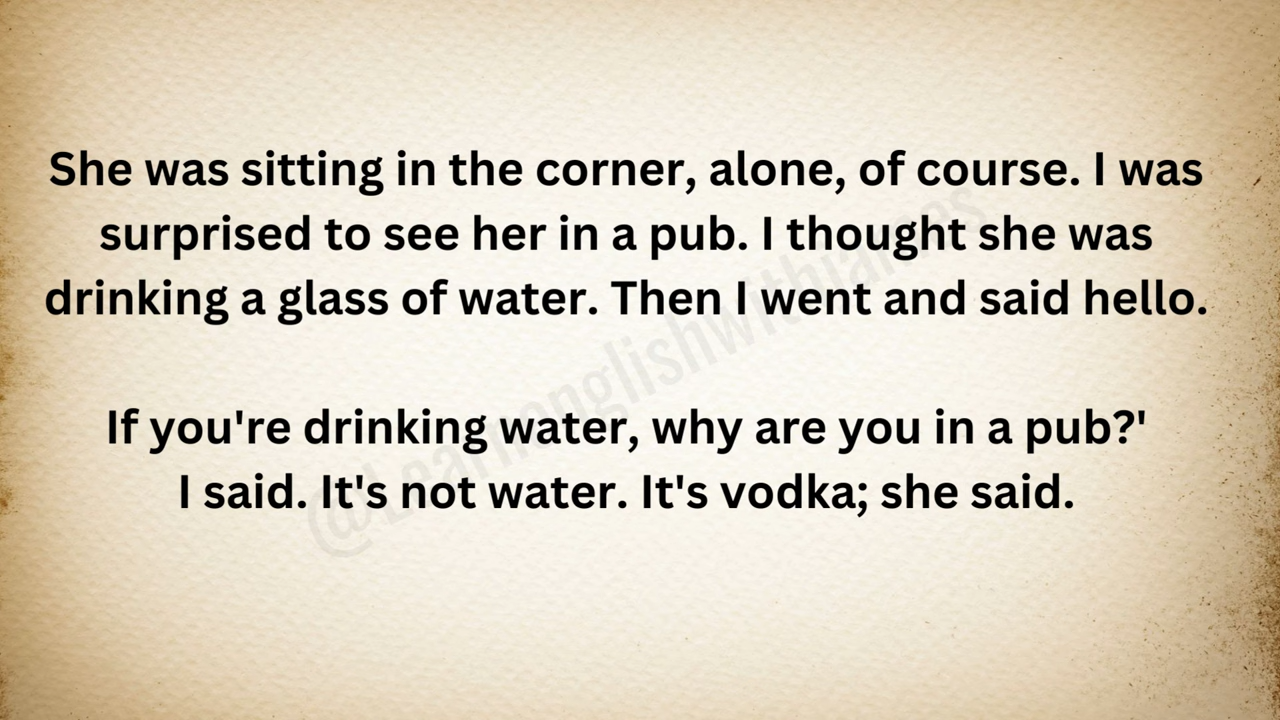 She was sitting in the corner, alone, of course. I was
surprised to see her in a pub. I thought she was
drinking a glass of water. Then I went and said hello.
If you're drinking water, why are you in a pub?'
I said. It's not water. It's vodka; she said.
@Learnenglishwithjames